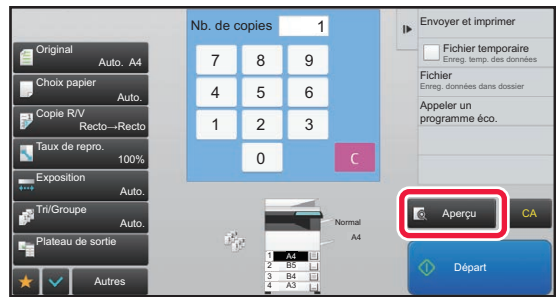 Original
Auto. A4
Choix papier
Auto.
Copie R/V
Recto→Recto
Taux de repro.
100%
Exposition
Auto.
Tri/Groupe
Auto.
Plateau de sortie
Autres
Nb. de copies 1
7 8 9
4 5 6
1 2 3
0 C
Normal
A4
1 A4
2 B5
3 B4
4 A3
Envoyer et imprimer
Fichier temporaire
Enreg. temp. des données
Fichier
Enreg. données dans dossier
Appeler un
programme éco.
Aperçu
CA
Départ